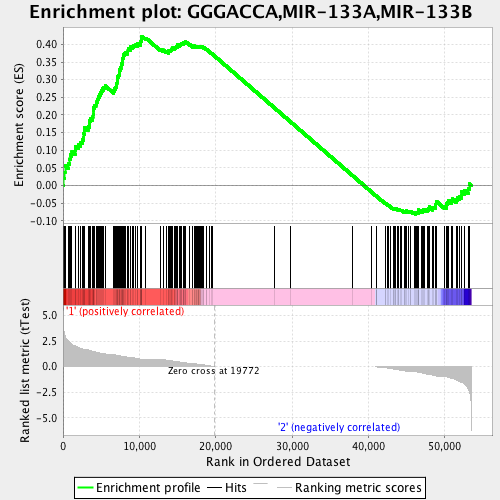 Enrichment plot: GGGACCA,MIR-133A,MIR-133B
Enrichment score (ES)
0.40
0.35
0.30
0.25
0.20
0.15
0.10
0.05
0.00
-0.05
-0.10
'1' (positively correlated)
Ranked list metric (tTest)
5.0
2.5
0.0
-2.5
-5.0
Zero cross at 19772
'2' (negatively correlated)
0 10,000 20,000 30,000 40,000 50,000
Rank in Ordered Dataset
Enrichment profile Hits Ranking metric scores